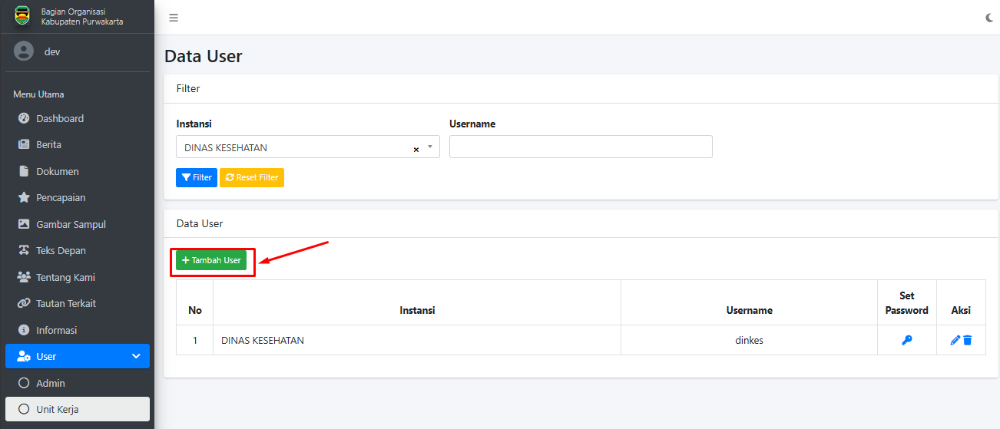 Bagian Organisasi
Kabupaten Purwakarta
dev
Menu Utama
Dashboard
Berita
Dokumen
Pencapaian
Gambar Sampul
Teks Depan
Tentang Kami
Tautan Terkait
Informasi
User
Admin
Unit Kerja
Data User
Filter
Instansi
Username
DINAS KESEHATAN
×
Filter
Reset Filter
Data User
+ Tambah User
No
Instansi
Username
Set
Password
Aksi
1
DINAS KESEHATAN
dinkes